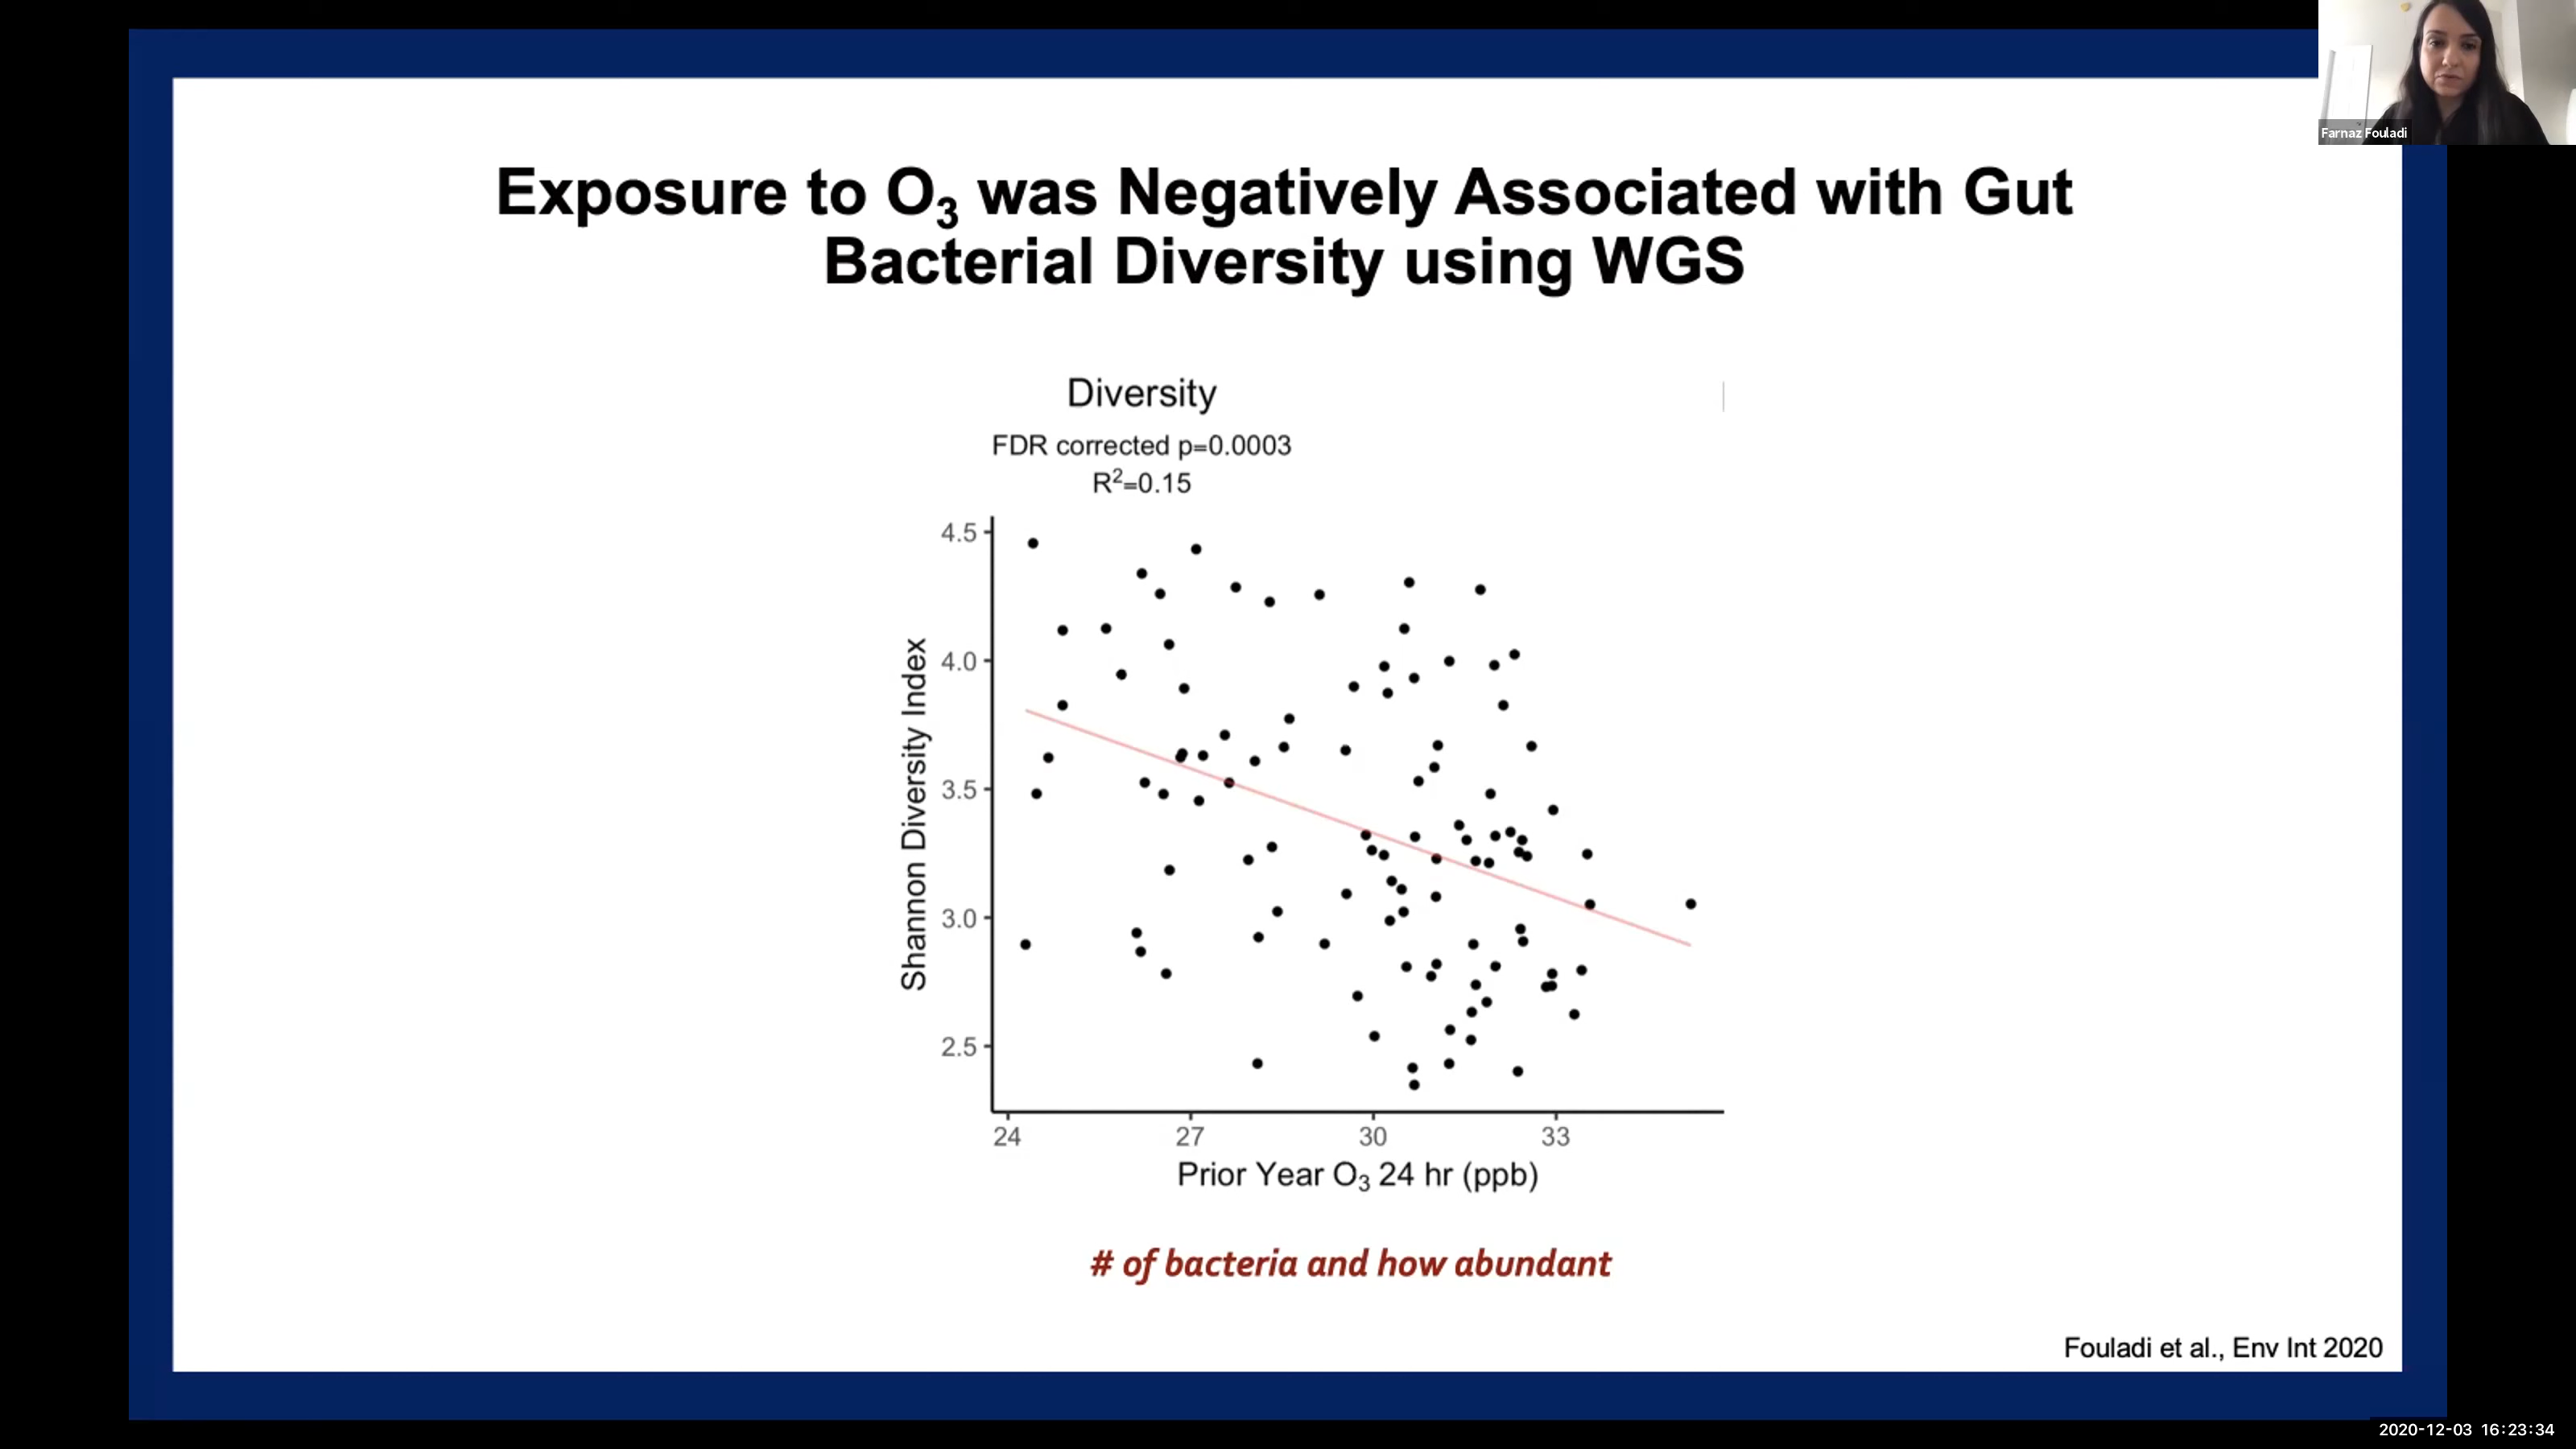 Farnaz Fouladi
Exposure to O₃ was Negatively Associated with Gut
Bacterial Diversity using WGS
Diversity
FDR corrected p=0.0003
R²=0.15
Shannon Diversity Index
4.5
4.0
3.5
3.0
2.5
24 27 30 33
Prior Year O₃ 24 hr (ppb)
# of bacteria and how abundant
Fouladi et al., Env Int 2020
2020-12-03 16:23:34